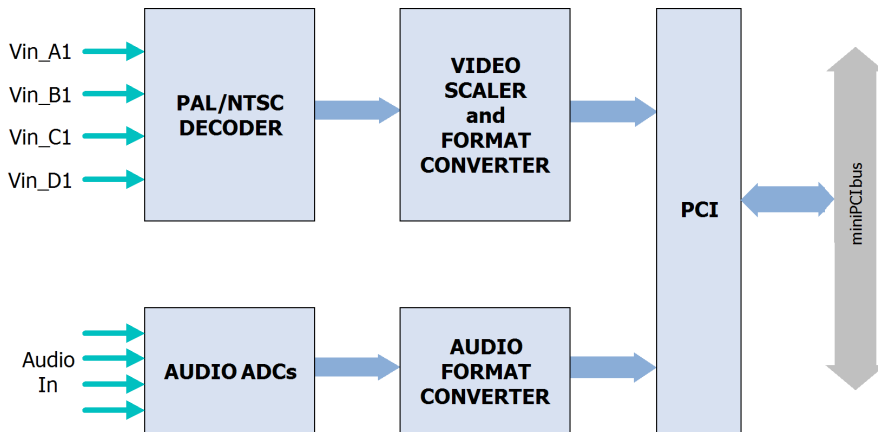 Vin_A1
Vin_B1
Vin_C1
Vin_D1
PAL/NTSC
DECODER
VIDEO
SCALER
and
FORMAT
CONVERTER
PCI
miniPCIbus
Audio
In
AUDIO ADCs
AUDIO
FORMAT
CONVERTER